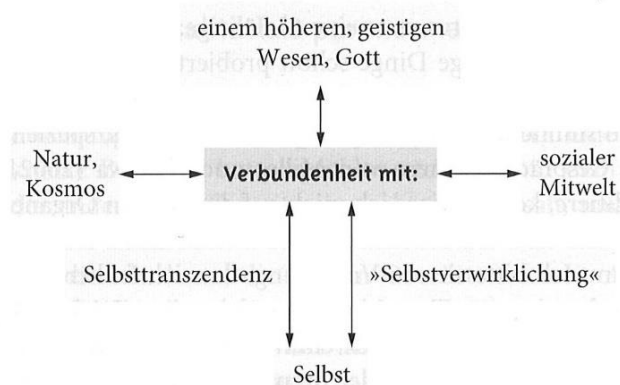 einem höheren, geistigen
Wesen, Gott
Natur,
Kosmos
Verbundenheit mit:
sozialer
Mitwelt
Selbsttranszendenz
»Selbstverwirklichung«
Selbst